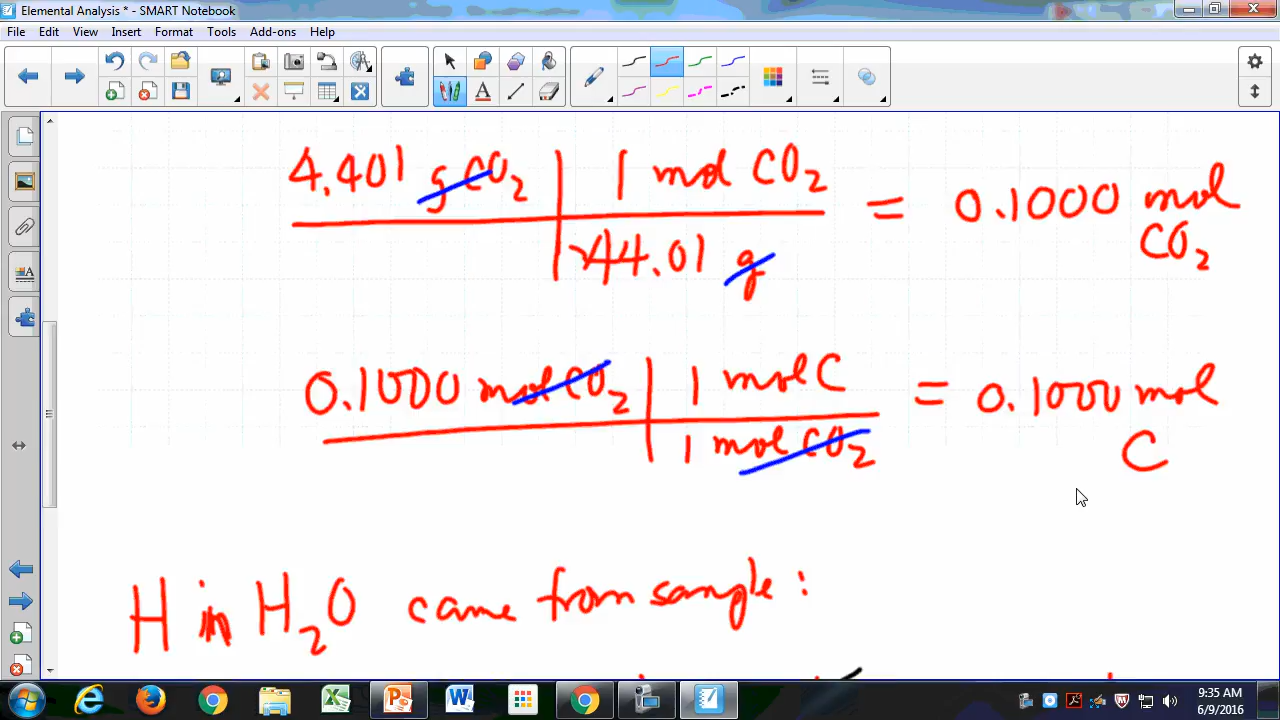 Elemental Analysis * - SMART Notebook
File Edit View Insert Format Tools Add-ons Help
4.401 g CO₂ | 1 mol CO₂ = 0.1000 mol CO₂
44.01 g
0.1000 mol CO₂ | 1 mol C = 0.1000 mol C
1 mol CO₂
H in H₂O came from sample:
9:35 AM
6/9/2016